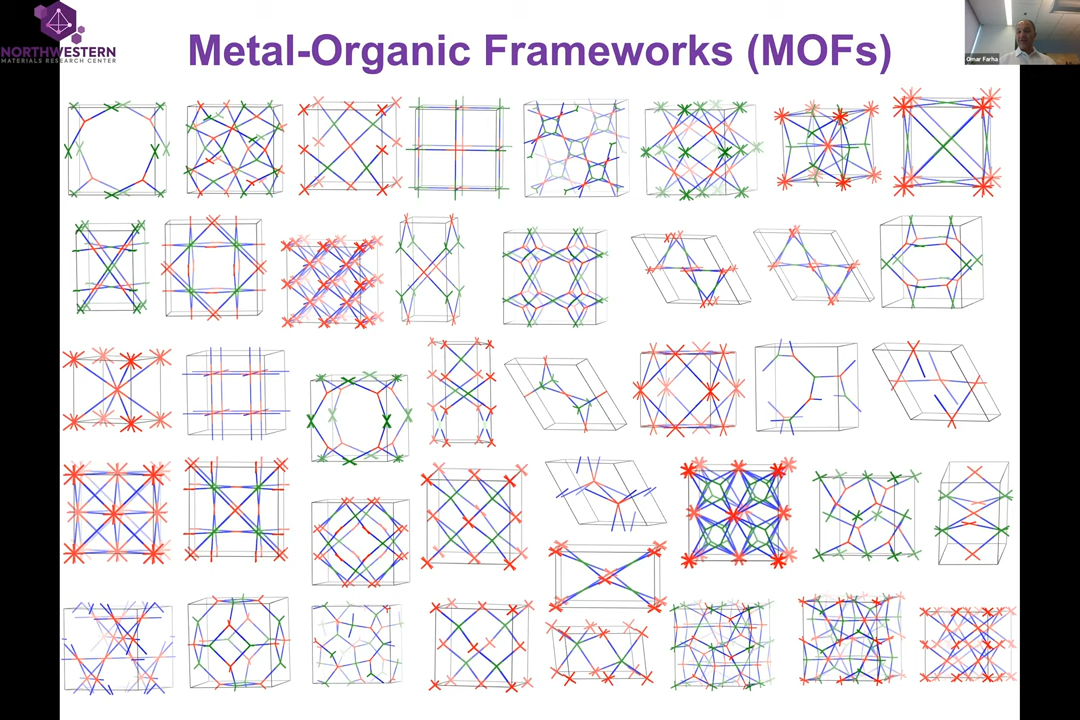 NORTHWESTERN
MATERIALS RESEARCH CENTER
Metal-Organic Frameworks (MOFs)
Omar Farha